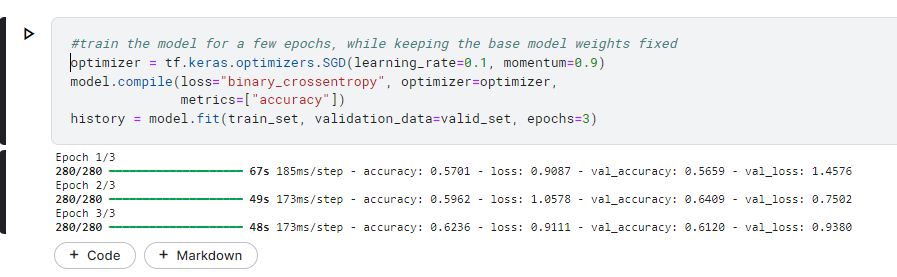 #train the model for a few epochs, while keeping the base model weights fixed
optimizer = tf.keras.optimizers.SGD(learning_rate=0.1, momentum=0.9)
model.compile(loss="binary_crossentropy", optimizer=optimizer,
              metrics=["accuracy"])
history = model.fit(train_set, validation_data=valid_set, epochs=3)
Epoch 1/3
280/280 67s 185ms/step - accuracy: 0.5701 - loss: 0.9087 - val_accuracy: 0.5659 - val_loss: 1.4576
Epoch 2/3
280/280 49s 173ms/step - accuracy: 0.5962 - loss: 1.0578 - val_accuracy: 0.6409 - val_loss: 0.7502
Epoch 3/3
280/280 48s 173ms/step - accuracy: 0.6236 - loss: 0.9111 - val_accuracy: 0.6120 - val_loss: 0.9380
+ Code + Markdown